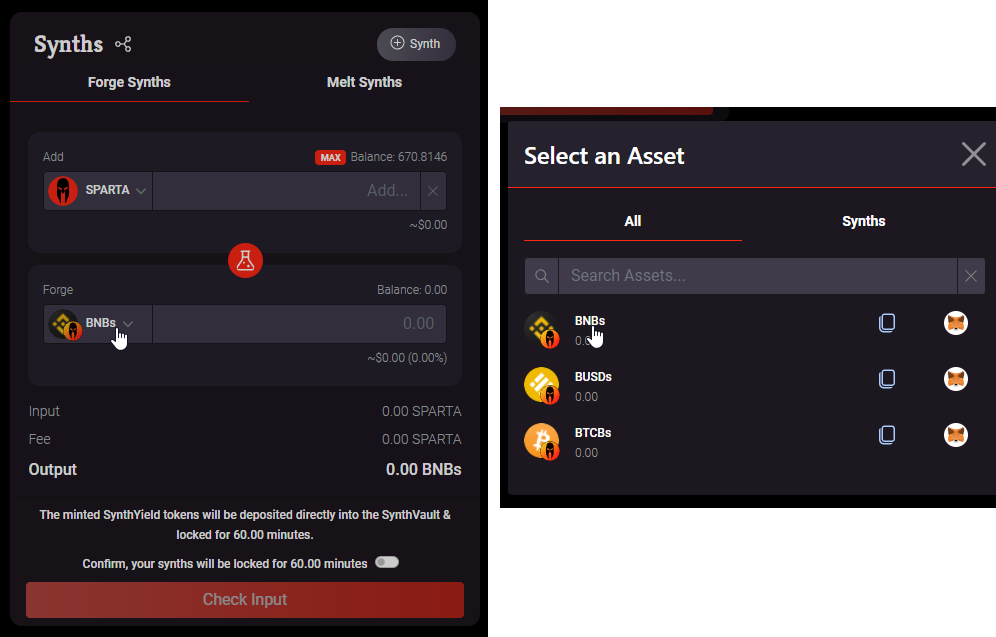 Synths
Synth
Forge Synths Melt Synths
Add MAX Balance: 670.8146
SPARTA Add...
~$0.00
Forge Balance: 0.00
BNBs 0.00
~$0.00 (0.00%)
Input 0.00 SPARTA
Fee 0.00 SPARTA
Output 0.00 BNBs
The minted SynthYield tokens will be deposited directly into the SynthVault &
locked for 60.00 minutes.
Confirm, your synths will be locked for 60.00 minutes
Check Input
Select an Asset
All Synths
Search Assets...
BNBs
BUSDs
0.00
BTCBs
0.00